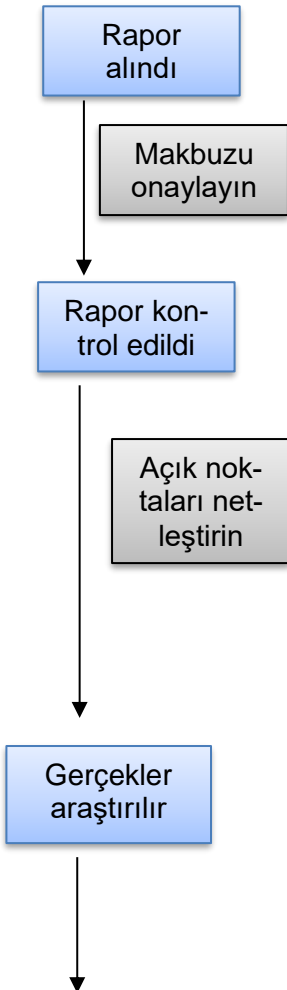 Rapor
alındı
Makbuzu
onaylayın
Rapor kon-
trol edildi
Açık nok-
taları net-
leştirin
Gerçekler
araştırılır